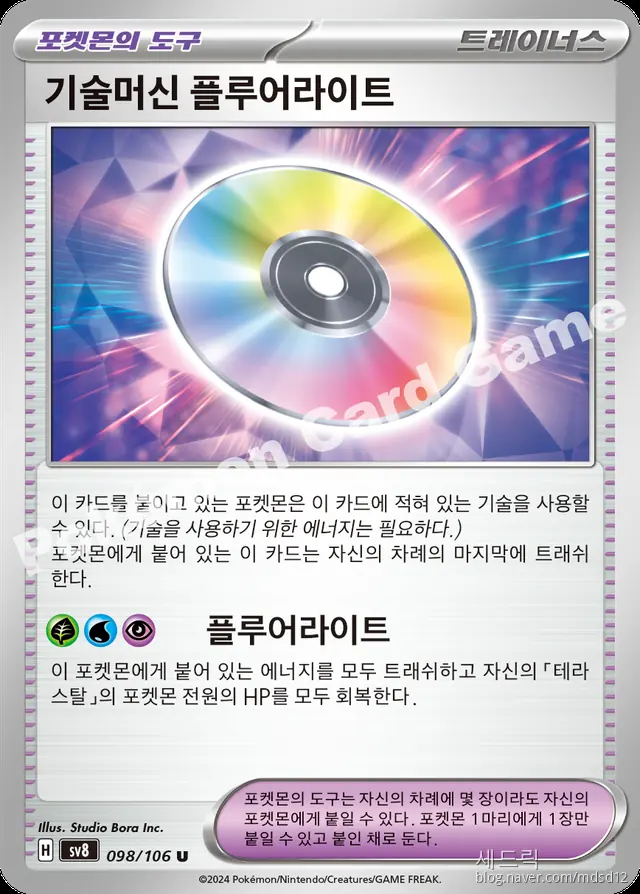 포켓몬의 도구
트레이너스
기술머신 플루어라이트
Pokémon Card Game
이 카드를 붙이고 있는 포켓몬은 이 카드에 적혀 있는 기술을 사용할
수 있다. (기술을 사용하기 위한 에너지는 필요하다.)
포켓몬에게 붙어 있는 이 카드는 자신의 차례의 마지막에 트래쉬
한다.
플루어라이트
이 포켓몬에게 붙어 있는 에너지를 모두 트래쉬하고 자신의 「테라
스탈」의 포켓몬 전원의 HP를 모두 회복한다.
포켓몬의 도구는 자신의 차례에 몇 장이라도 자신의
포켓몬에게 붙일 수 있다. 포켓몬 1마리에게 1장만
붙일 수 있고 붙인 채로 둔다.
Illus. Studio Bora Inc.
H sv8 098/106 U
©2024 Pokémon/Nintendo/Creatures/GAME FREAK.
세드릭
blog.naver.com/mdsd12